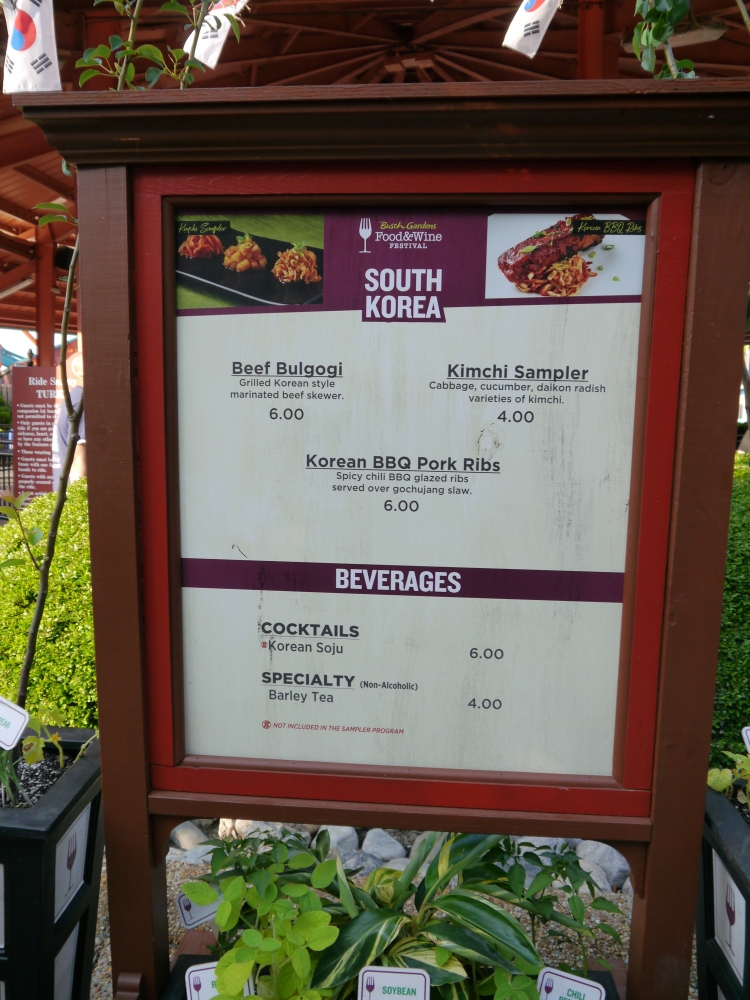 Kimchi Sampler
Busch Gardens
Food&Wine
FESTIVAL
Korean BBQ Ribs
SOUTH
KOREA
Beef Bulgogi
Grilled Korean style
marinated beef skewer.
6.00
Kimchi Sampler
Cabbage, cucumber, daikon radish
varieties of kimchi.
4.00
Korean BBQ Pork Ribs
Spicy chili BBQ glazed ribs
served over gochujang slaw.
6.00
BEVERAGES
COCKTAILS
Korean Soju 6.00
SPECIALTY (Non-Alcoholic)
Barley Tea 4.00
NOT INCLUDED IN THE SAMPLER PROGRAM
SOYBEAN
CHILI